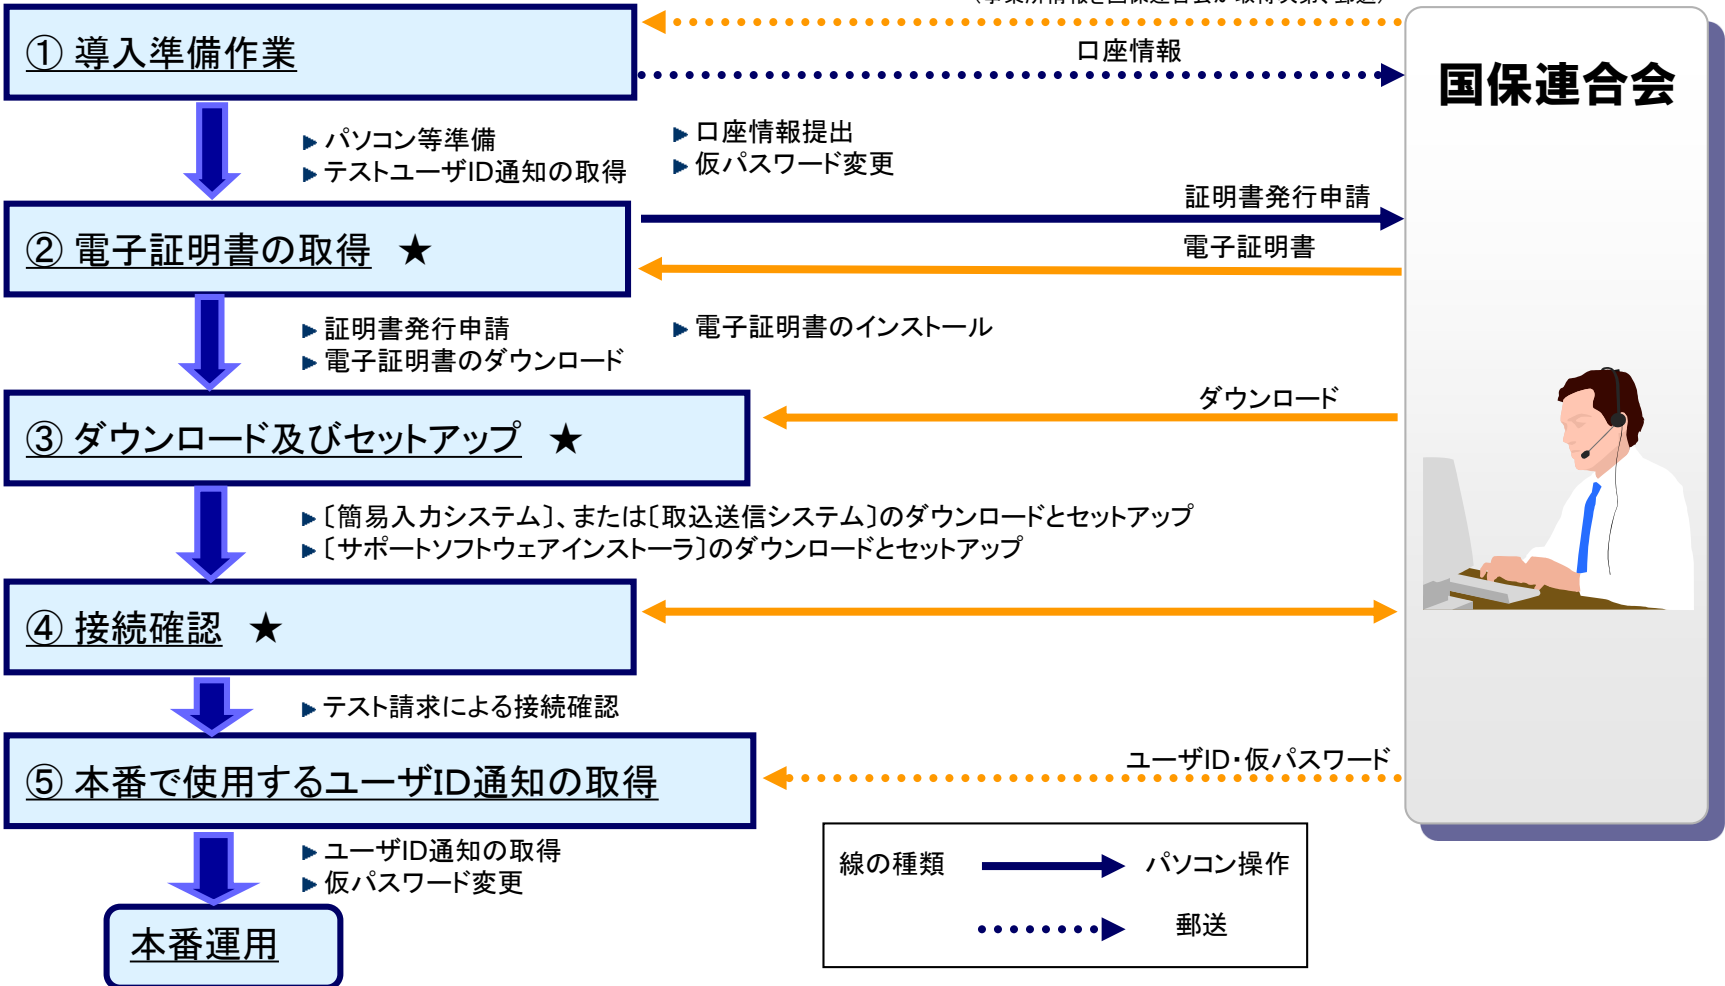 ① 導入準備作業
口座情報
国保連合会
パソコン等準備
テストユーザID通知の取得
口座情報提出
仮パスワード変更
証明書発行申請
② 電子証明書の取得 ★
電子証明書
証明書発行申請
電子証明書のダウンロード
電子証明書のインストール
ダウンロード
③ ダウンロード及びセットアップ ★
〔簡易入力システム〕、または〔取込送信システム〕のダウンロードとセットアップ
〔サポートソフトウェアインストーラ〕のダウンロードとセットアップ
④ 接続確認 ★
テスト請求による接続確認
ユーザID・仮パスワード
⑤ 本番で使用するユーザID通知の取得
ユーザID通知の取得
仮パスワード変更
線の種類
パソコン操作
郵送
本番運用